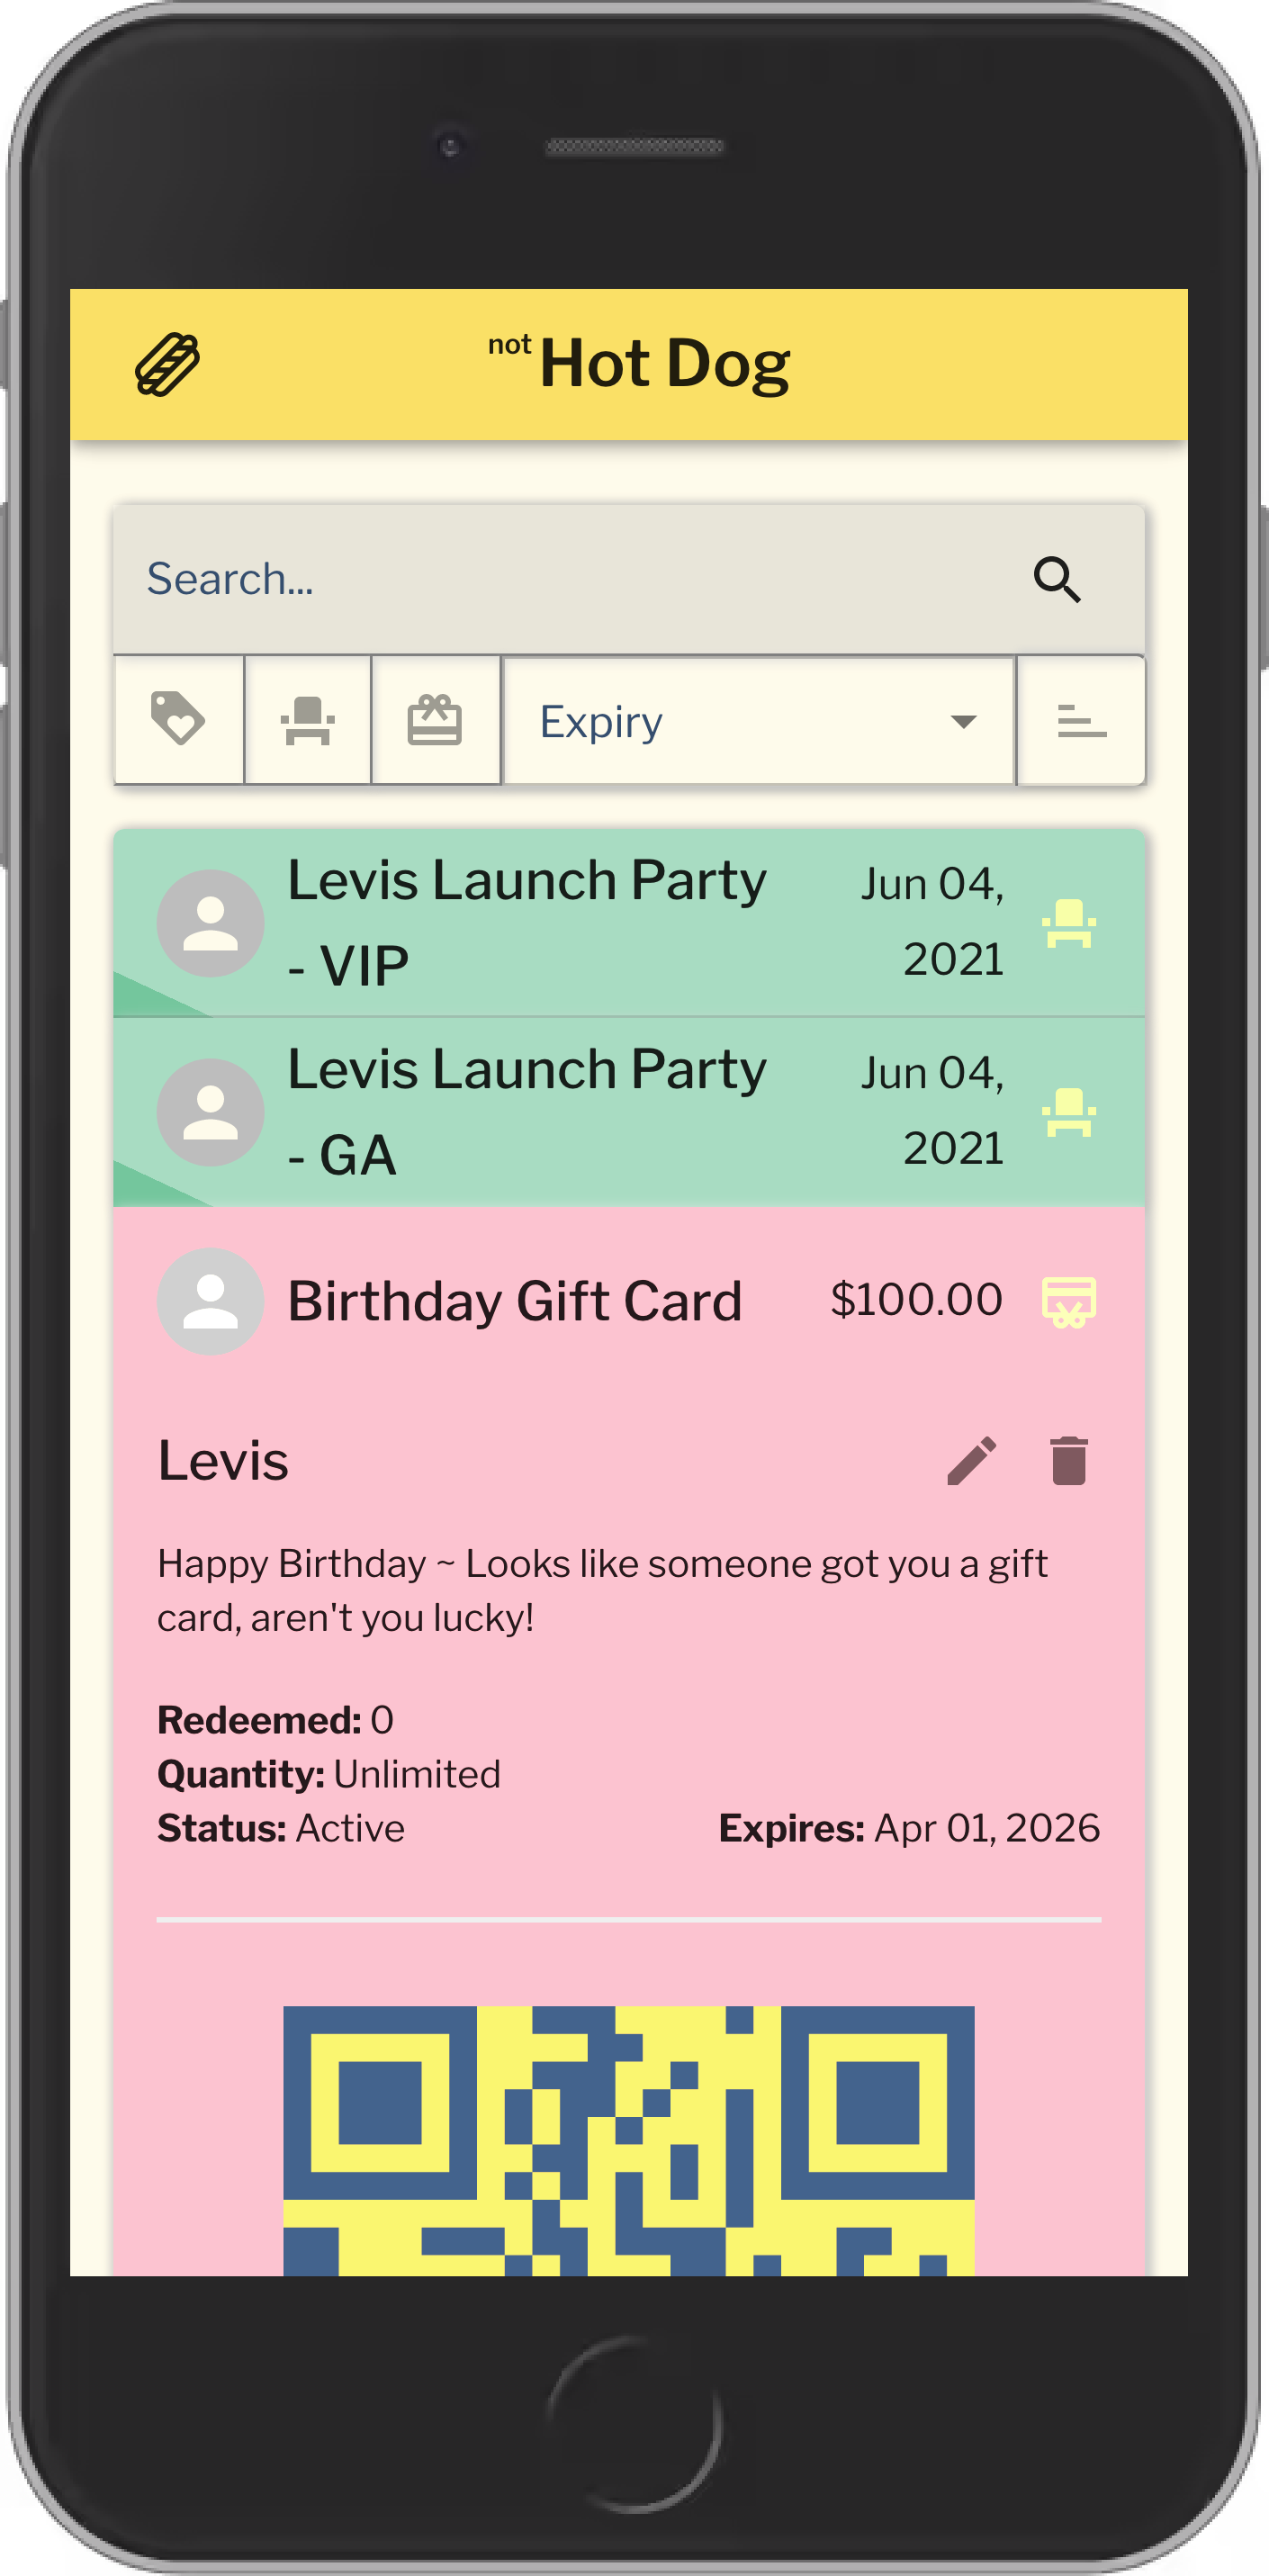 not Hot Dog
Search...
Expiry
Levis Launch Party
- VIP
Jun 04,
2021
Levis Launch Party
- GA
Jun 04,
2021
Birthday Gift Card
$100.00
Levis
Happy Birthday ~ Looks like someone got you a gift
card, aren't you lucky!
Redeemed: 0
Quantity: Unlimited
Status: Active
Expires: Apr 01, 2026